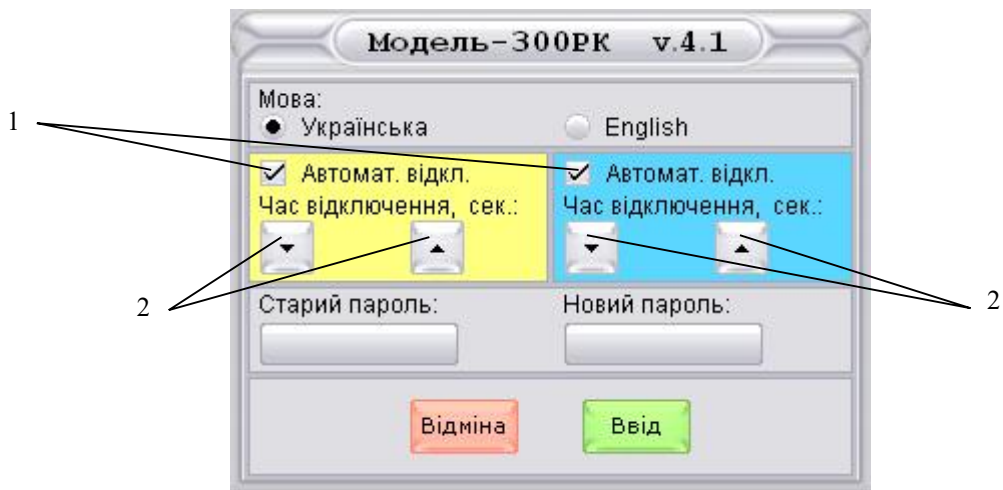 Модель-300РК v.4.1
Мова:
Українська English
1
Автомат. відкл. Автомат. відкл.
Час відключення, сек.: Час відключення, сек.:
2 2
Старий пароль: Новий пароль:
Відміна Ввід